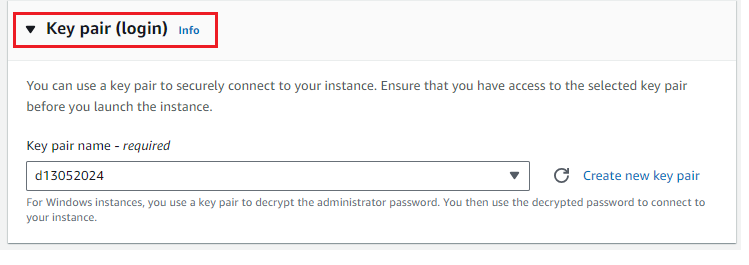 Key pair (login) Info
You can use a key pair to securely connect to your instance. Ensure that you have access to the selected key pair
before you launch the instance.
Key pair name - required
d13052024
Create new key pair
For Windows instances, you use a key pair to decrypt the administrator password. You then use the decrypted password to connect to
your instance.